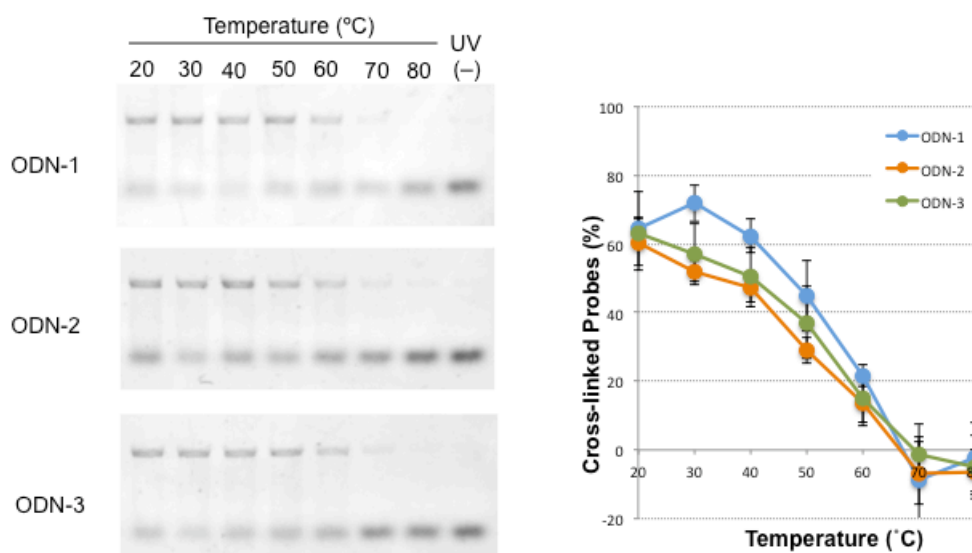 Temperature (ºC)
UV
20 30 40 50 60 70 80 (–)
ODN-1
ODN-2
ODN-3
100
80
60
40
20
0
-20
20 30 40 50 60 70
Cross-linked Probes (%)
Temperature (˚C)
ODN-1
ODN-2
ODN-3